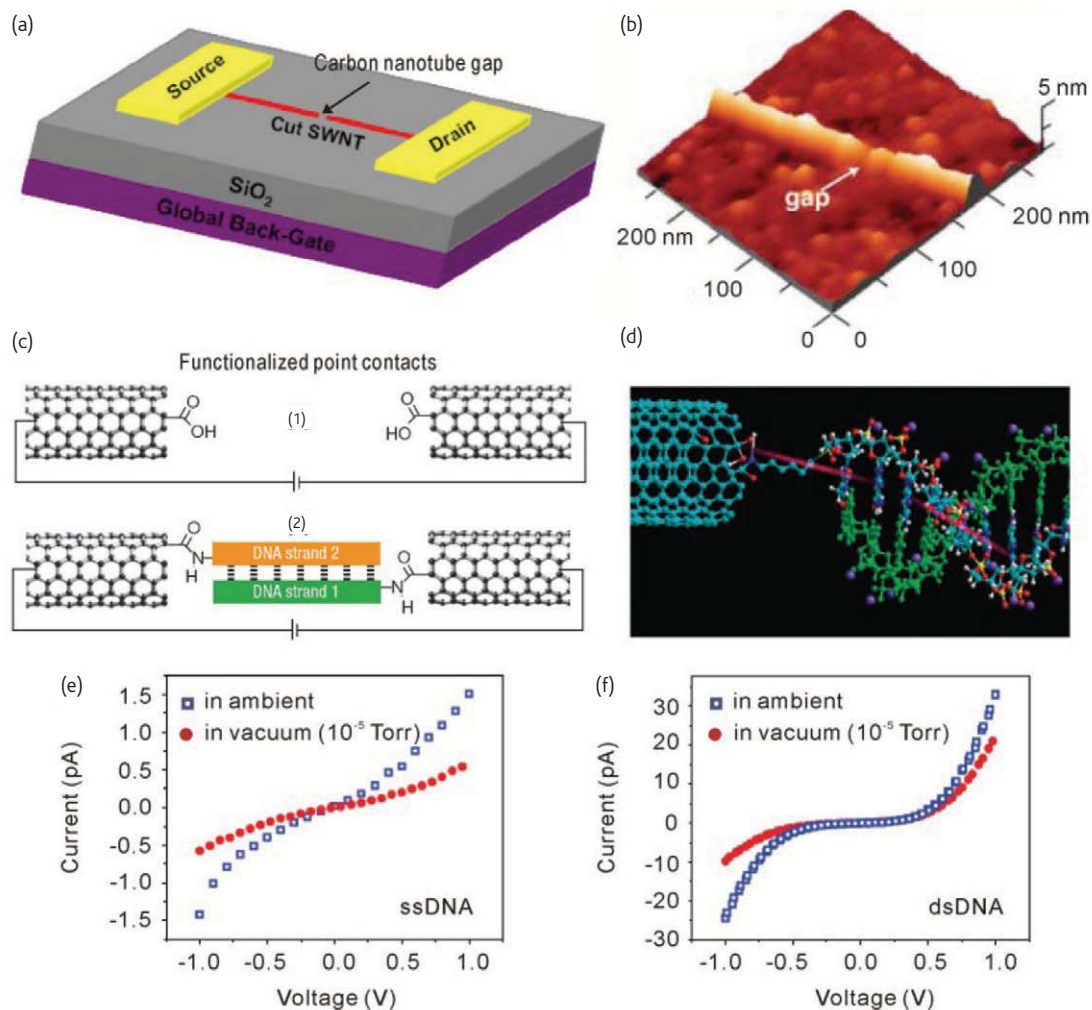 (a)
Source
Carbon nanotube gap
Cut SWNT
Drain
SiO₂
Global Back-Gate
(b)
5 nm
gap
200 nm
200 nm
100
100
0
0
(c)
Functionalized point contacts
O
OH
(1)
O
HO
(2)
O
N
H
DNA strand 2
DNA strand 1
O
N
H
(d)
(e)
in ambient
in vacuum (10⁻⁵ Torr)
1.5
1.0
0.5
0.0
-0.5
-1.0
-1.5
Current (pA)
ssDNA
-1.0
-0.5
0.0
0.5
1.0
Voltage (V)
(f)
in ambient
in vacuum (10⁻⁵ Torr)
30
20
10
0
-10
-20
-30
Current (pA)
dsDNA
-1.0
-0.5
0.0
0.5
1.0
Voltage (V)